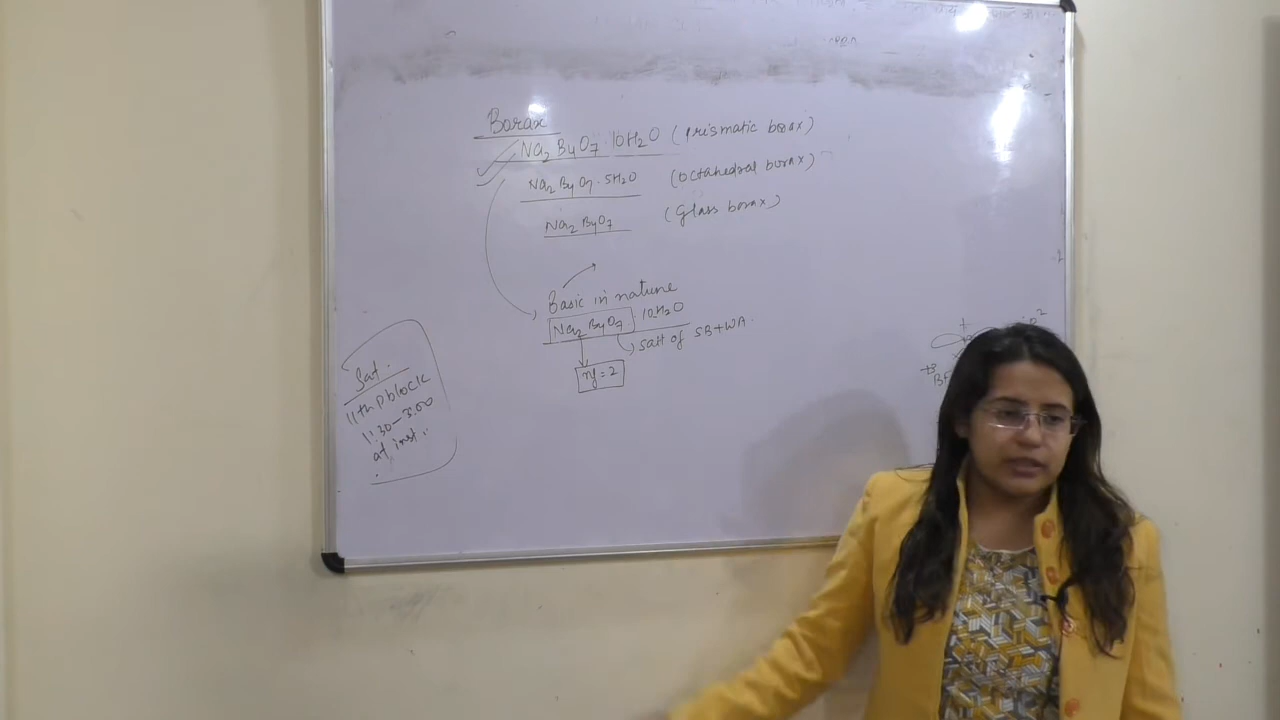 Borax
Na2B4O7·10H2O (prismatic borax)
Na2B4O7·5H2O (octahedral borax)
Na2B4O7 (Glass borax)
Basic in nature
Na2B4O7·10H2O
salt of SB+WA.
nf = 2
Sat.
11th p block
1:30-3:00
at inst.